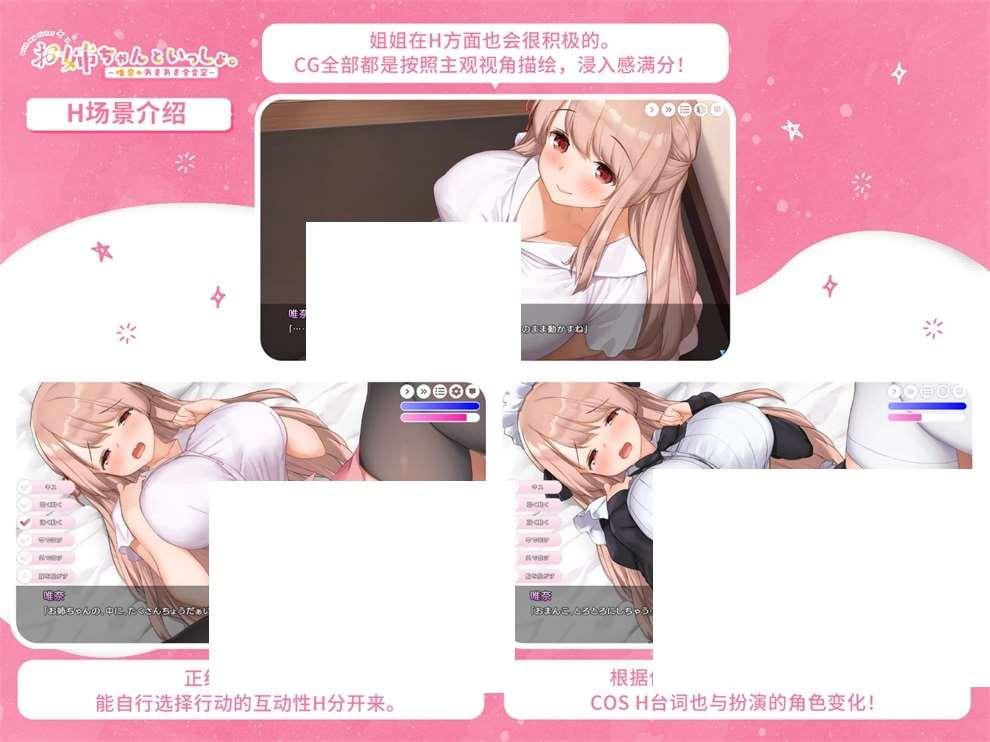 お姉ちゃんといっしょ。
H场景介绍
姐姐在H方面也会很积极的。
CG全部都是按照主观视角描绘，浸入感满分！
唯奈
「…
のまま動かすね」
キス
唯奈
「お姉ちゃんの、中に、たくさんちょうだぁい
キス
唯奈
「おまんこ、とろとろにしちゃう
能自行选择行动的互动性H分开来。
根据
COS H台词也与扮演的角色变化！